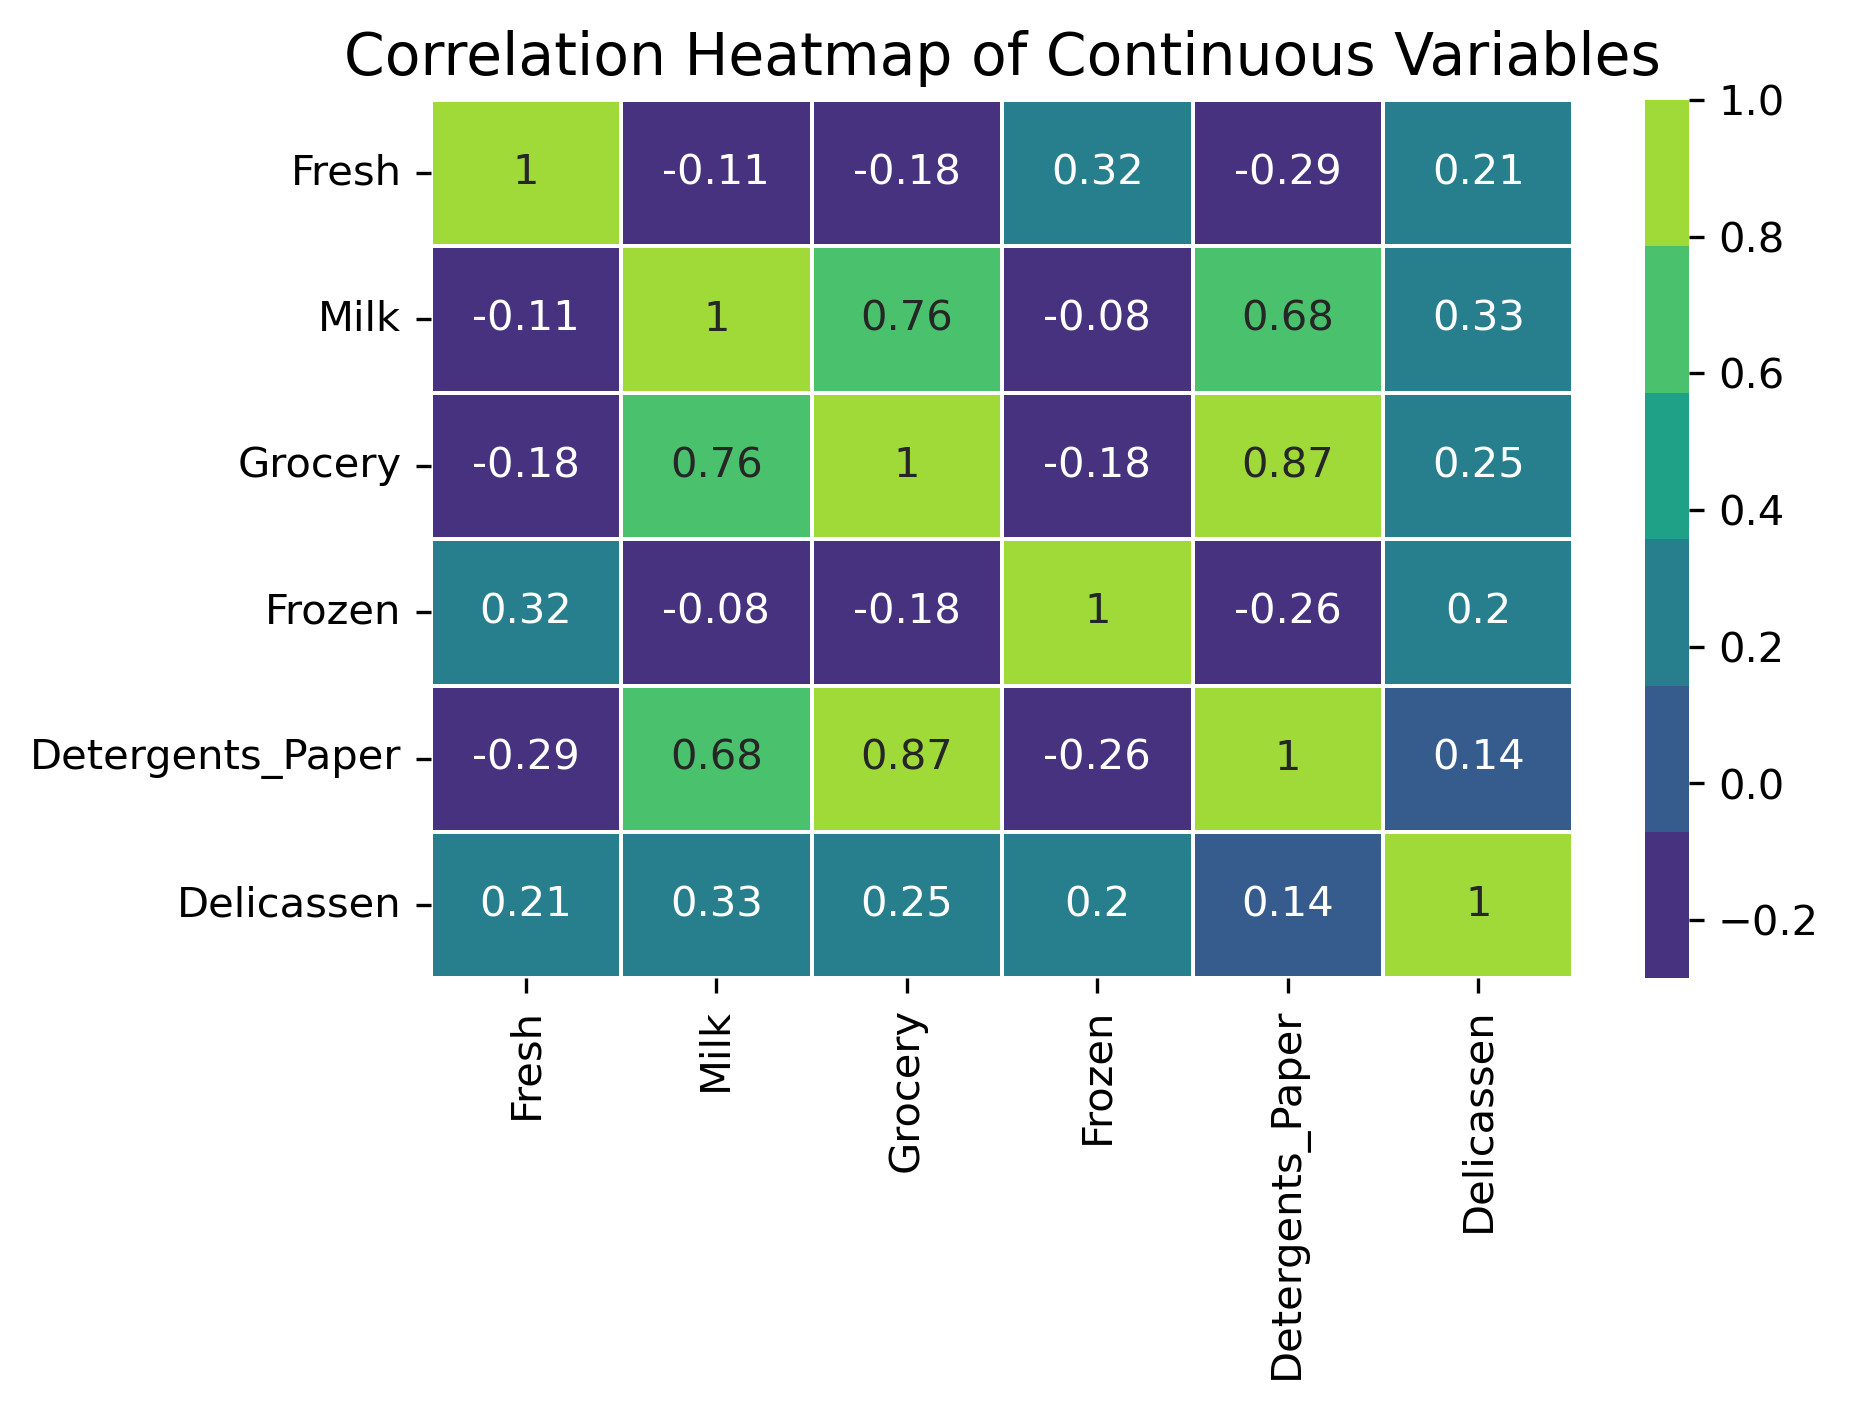 Correlation Heatmap of Continuous Variables
Fresh 1 -0.11 -0.18 0.32 -0.29 0.21
Milk -0.11 1 0.76 -0.08 0.68 0.33
Grocery -0.18 0.76 1 -0.18 0.87 0.25
Frozen 0.32 -0.08 -0.18 1 -0.26 0.2
Detergents_Paper -0.29 0.68 0.87 -0.26 1 0.14
Delicassen 0.21 0.33 0.25 0.2 0.14 1
Fresh
Milk
Grocery
Frozen
Detergents_Paper
Delicassen
1.0
0.8
0.6
0.4
0.2
0.0
−0.2